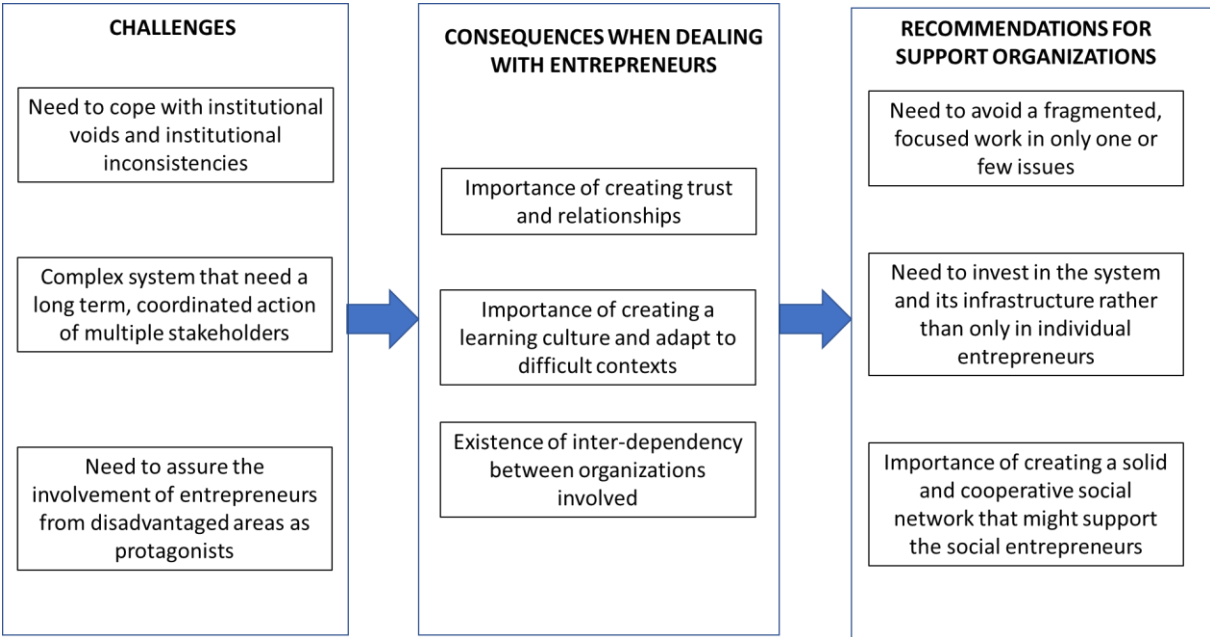 CHALLENGES
Need to cope with institutional
voids and institutional
inconsistencies
Complex system that need a
long term, coordinated action
of multiple stakeholders
Need to assure the
involvement of entrepreneurs
from disadvantaged areas as
protagonists
CONSEQUENCES WHEN DEALING
WITH ENTREPRENEURS
Importance of creating trust
and relationships
Importance of creating a
learning culture and adapt to
difficult contexts
Existence of inter-dependency
between organizations
involved
RECOMMENDATIONS FOR
SUPPORT ORGANIZATIONS
Need to avoid a fragmented,
focused work in only one or
few issues
Need to invest in the system
and its infrastructure rather
than only in individual
entrepreneurs
Importance of creating a solid
and cooperative social
network that might support
the social entrepreneurs